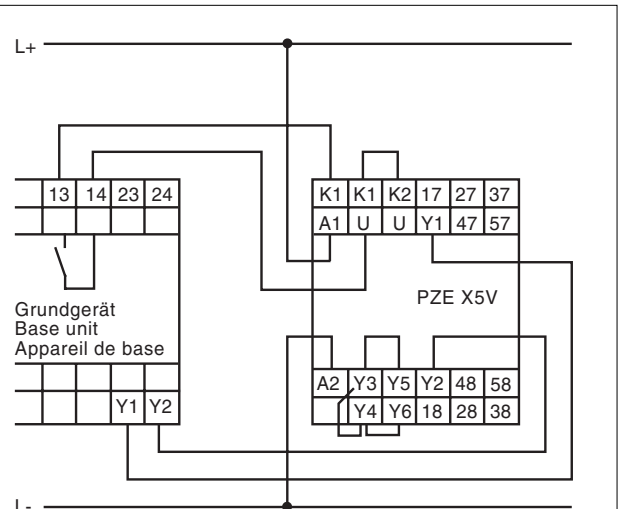 L+
13 14 23 24
K1 K1 K2 17 27 37
A1 U U Y1 47 57
PZE X5V
Grundgerät
Base unit
Appareil de base
A2 Y3 Y5 Y2 48 58
Y1 Y2
Y4 Y6 18 28 38
L-